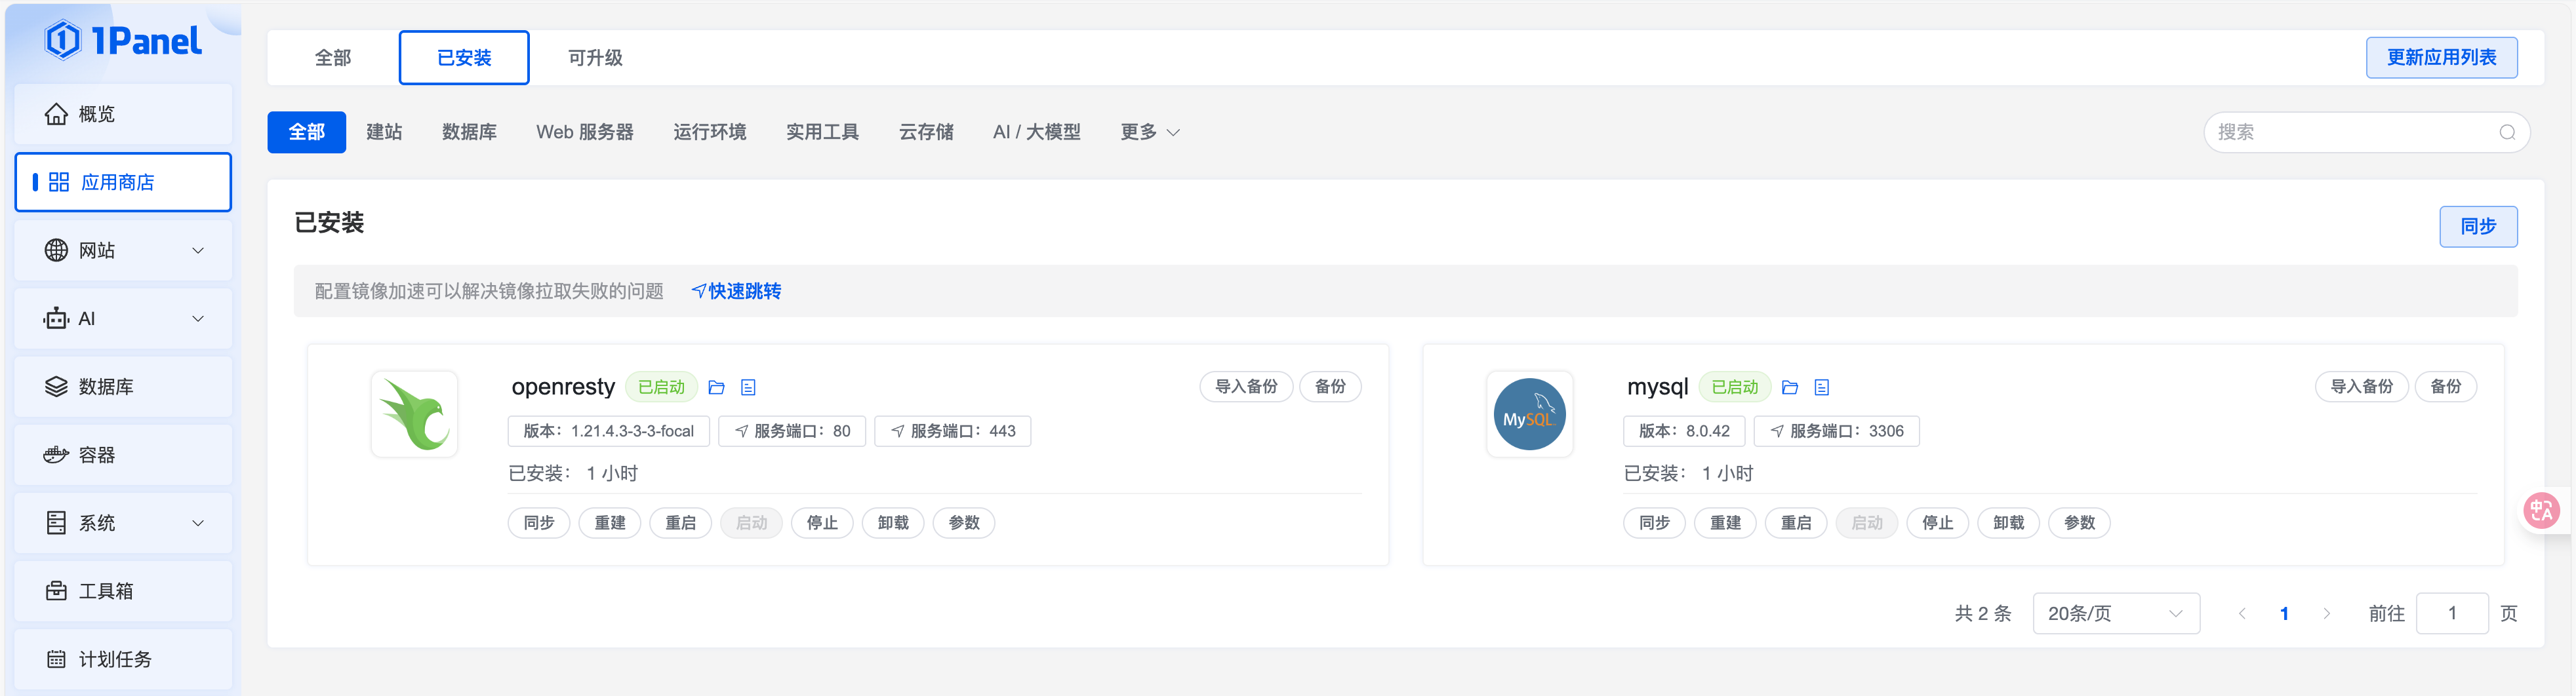 1Panel
概览
应用商店
网站
AI
数据库
容器
系统
工具箱
计划任务
全部 已安装 可升级 更新应用列表
全部 建站 数据库 Web 服务器 运行环境 实用工具 云存储 AI / 大模型 更多 搜索
已安装 同步
配置镜像加速可以解决镜像拉取失败的问题 快速跳转
openresty 已启动 导入备份 备份
版本：1.21.4.3-3-3-focal 服务端口：80 服务端口：443
已安装： 1 小时
同步 重建 重启 启动 停止 卸载 参数
MySQL
mysql 已启动 导入备份 备份
版本：8.0.42 服务端口：3306
已安装： 1 小时
同步 重建 重启 启动 停止 卸载 参数
共 2 条 20条/页 1 前往 1 页
中A